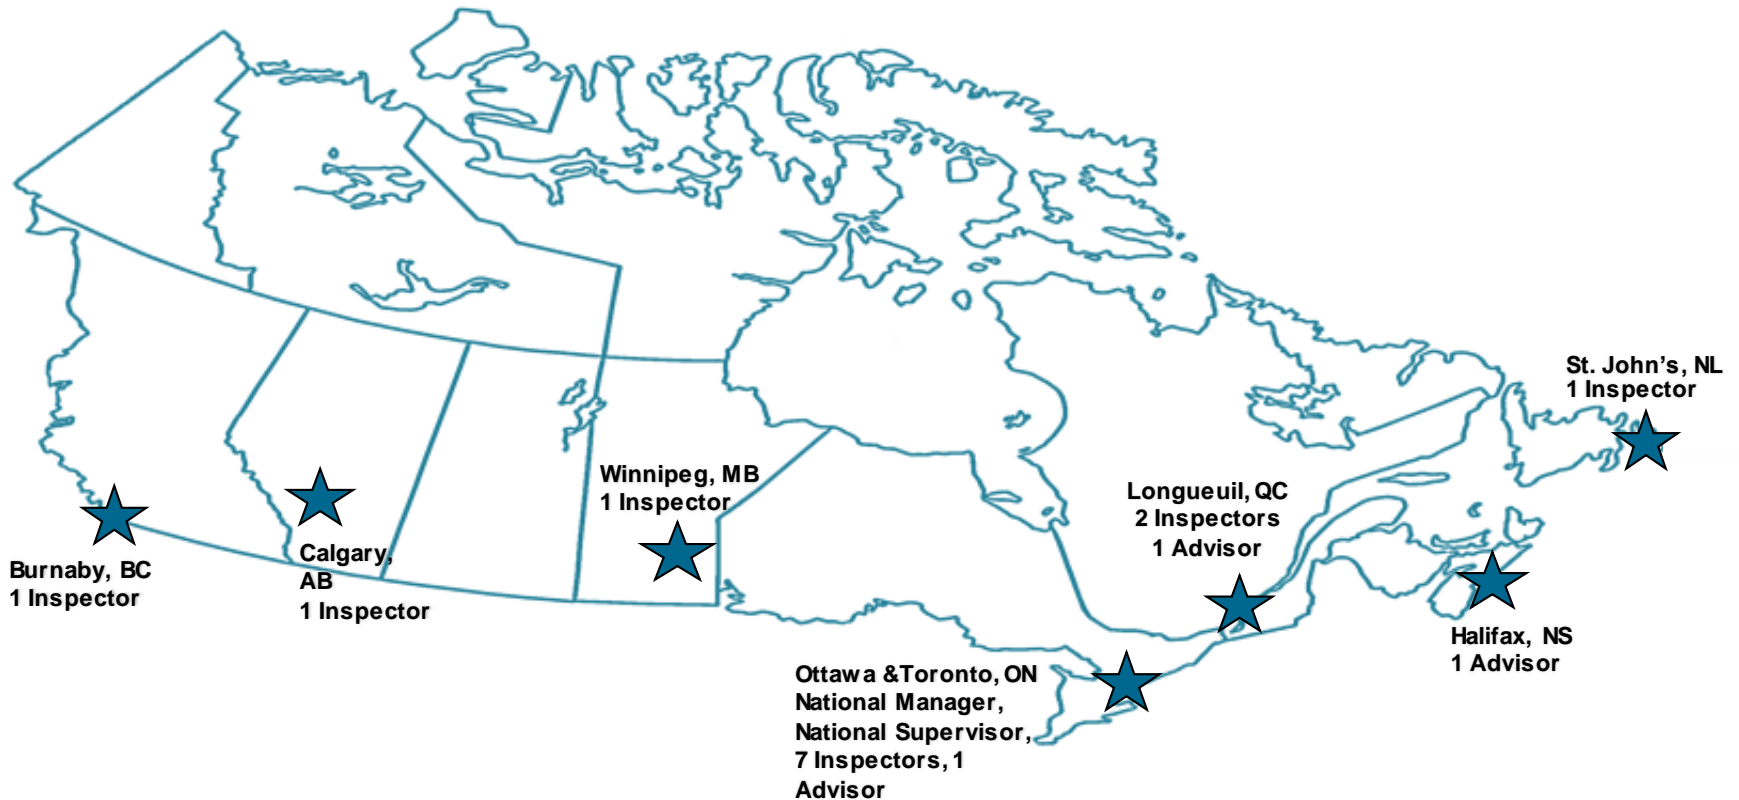 St. John's, NL
1 Inspector
Winnipeg, MB
1 Inspector
Longueuil, QC
2 Inspectors
1 Advisor
Burnaby, BC
1 Inspector
Calgary,
AB
1 Inspector
Halifax, NS
1 Advisor
Ottawa &Toronto, ON
National Manager,
National Supervisor,
7 Inspectors, 1
Advisor